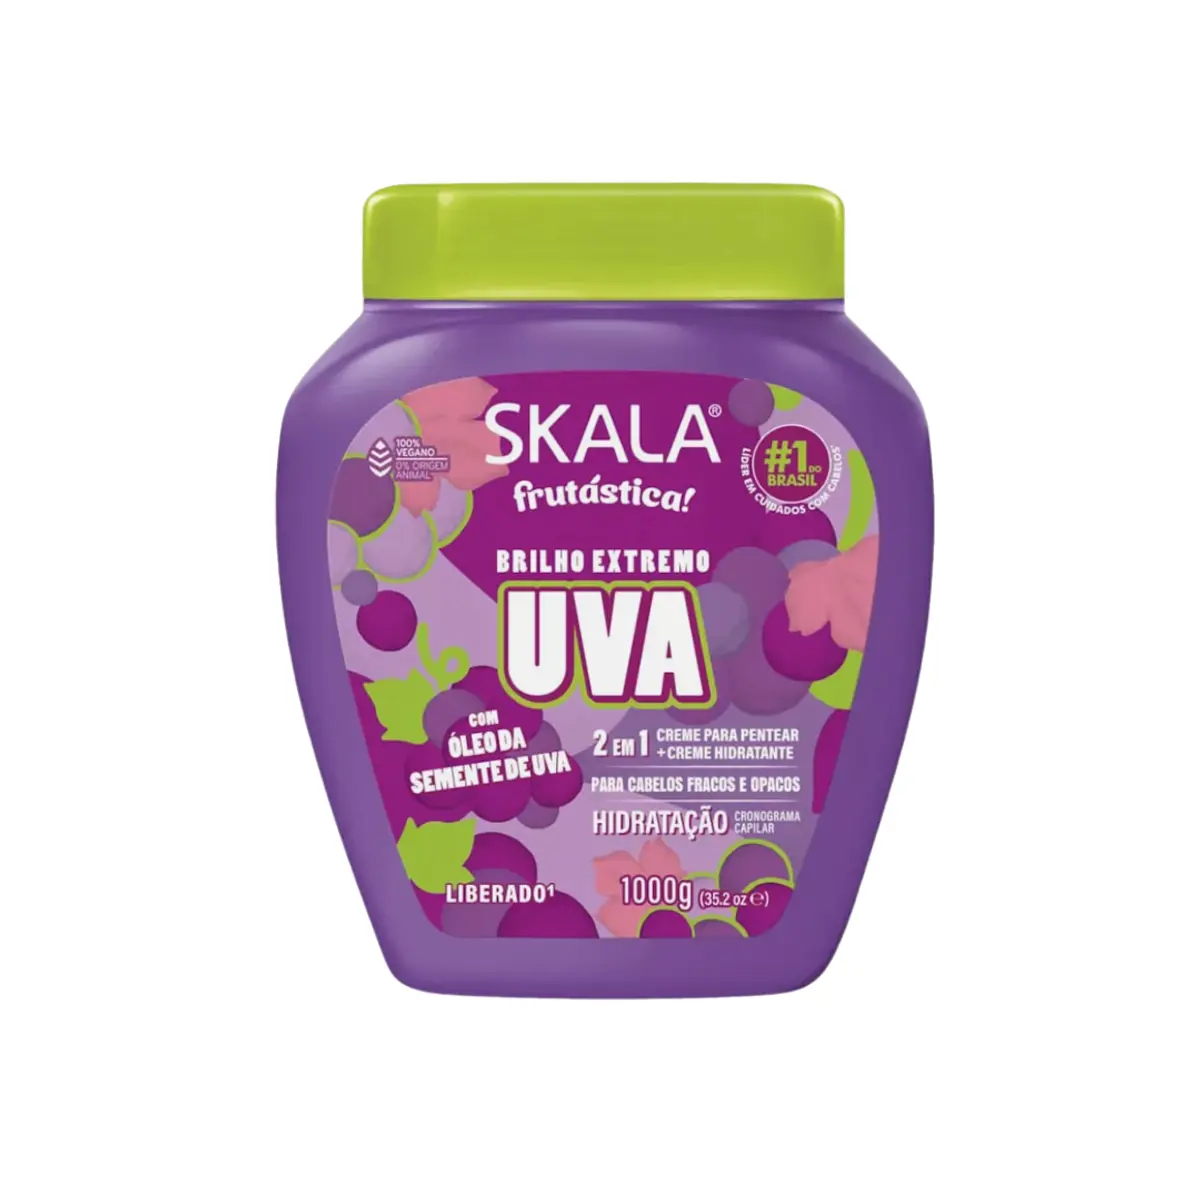 SKALA®
frutástica!
100%
VEGANO
0% ORIGEM
ANIMAL
#1 DO
BRASIL
LÍDER EM CUIDADOS COM CABELOS
BRILHO EXTREMO
UVA
COM
ÓLEO DA
SEMENTE DE UVA
2 EM 1 CREME PARA PENTEAR
+CREME HIDRATANTE
PARA CABELOS FRACOS E OPACOS
HIDRATAÇÃO CRONOGRAMA
CAPILAR
LIBERADO¹
1000g (35.2 oz ℮)